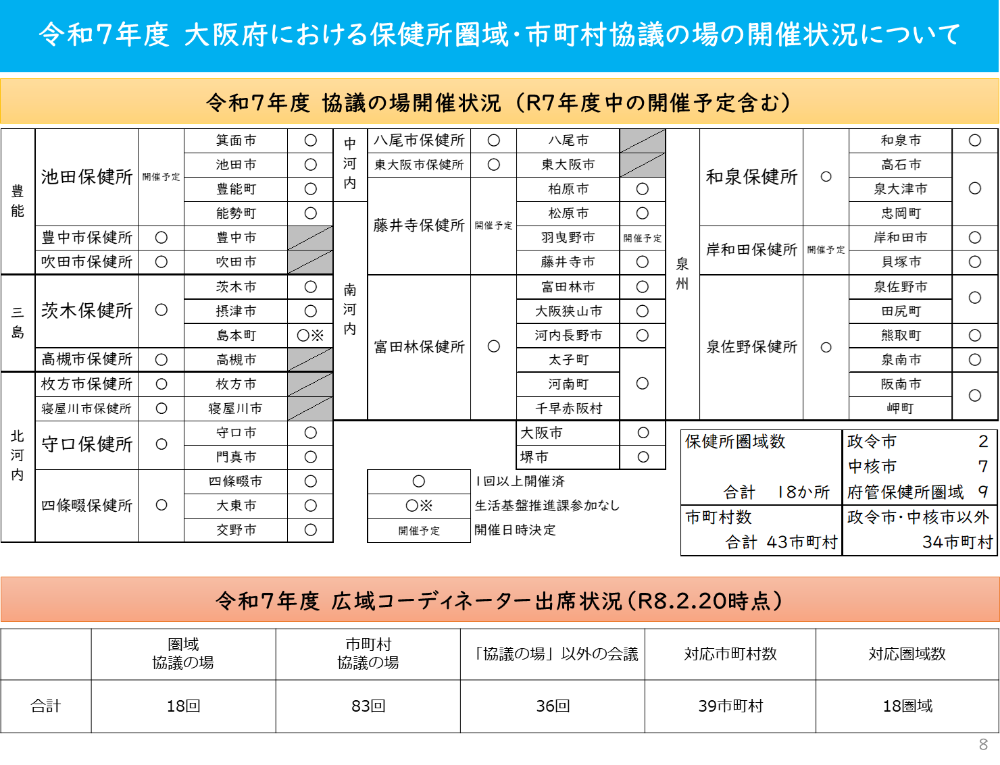 令和7年度 大阪府における保健所圏域・市町村協議の場の開催状況について
令和7年度 協議の場開催状況（R7年度中の開催予定含む）
豊能
池田保健所 開催予定
箕面市 ○
池田市 ○
豊能町 ○
能勢町 ○
豊中市保健所 ○ 豊中市
吹田市保健所 ○ 吹田市
三島
茨木保健所 ○
茨木市 ○
摂津市 ○
島本町 ○※
高槻市保健所 ○ 高槻市
北河内
枚方市保健所 ○ 枚方市
寝屋川市保健所 ○ 寝屋川市
守口保健所 ○
守口市 ○
門真市 ○
四條畷保健所 ○
四條畷市 ○
大東市 ○
交野市 ○
中河内
八尾市保健所 ○ 八尾市
東大阪市保健所 ○ 東大阪市
藤井寺保健所 開催予定
柏原市 ○
南河内
松原市 ○
羽曳野市 開催予定
藤井寺市 ○
富田林保健所 ○
富田林市 ○
大阪狭山市 ○
河内長野市 ○
太子町
河南町 ○
千早赤阪村
大阪市 ○
堺市 ○
泉州
和泉保健所 ○
和泉市 ○
高石市
泉大津市 ○
忠岡町
岸和田保健所 開催予定
岸和田市 ○
貝塚市 ○
泉佐野保健所 ○
泉佐野市 ○
田尻町
熊取町 ○
泉南市 ○
阪南市 ○
岬町
○ 1回以上開催済
○※ 生活基盤推進課参加なし
開催予定 開催日時決定
保健所圏域数
合計 18か所
政令市 2
中核市 7
府管保健所圏域 9
市町村数
合計 43市町村
政令市・中核市以外
34市町村
令和7年度 広域コーディネーター出席状況（R8.2.20時点）
圏域
協議の場
市町村
協議の場
「協議の場」以外の会議
対応市町村数
対応圏域数
合計 18回 83回 36回 39市町村 18圏域
8